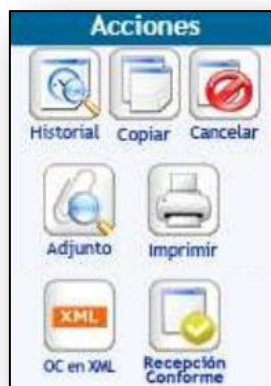 Acciones
Historial Copiar Cancelar
Adjunto Imprimir
XML
OC en XML Recepción
Conforme